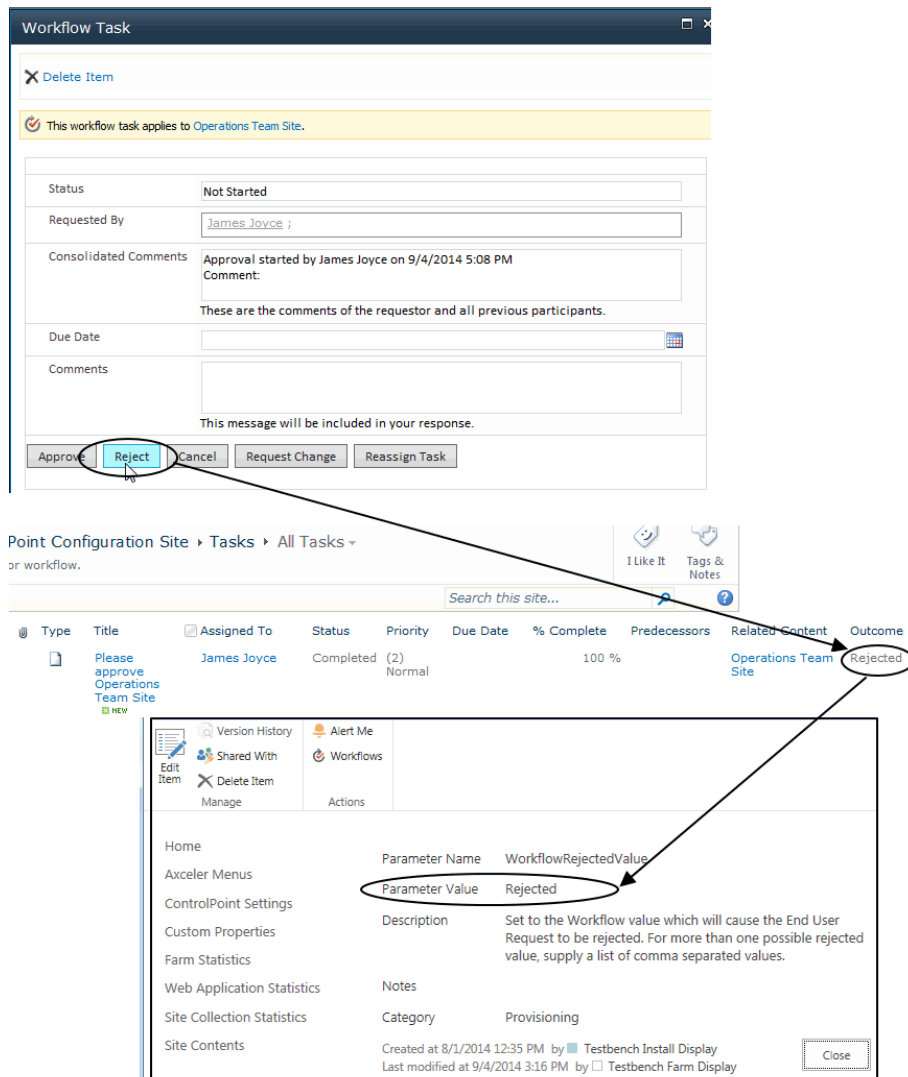 Workflow Task
Delete Item
This workflow task applies to Operations Team Site.
Status
Not Started
Requested By
James Joyce ;
Consolidated Comments
Approval started by James Joyce on 9/4/2014 5:08 PM
Comment:
These are the comments of the requestor and all previous participants.
Due Date
Comments
This message will be included in your response.
Approve Reject Cancel Request Change Reassign Task
Point Configuration Site ▸ Tasks ▸ All Tasks
or workflow.
I Like It
Tags &
Notes
Search this site...
Type Title Assigned To Status Priority Due Date % Complete Predecessors Related Content Outcome
Please James Joyce Completed (2) 100 % Operations Team Rejected
approve Normal Site
Operations
Team Site
NEW
Version History Alert Me
Shared With Workflows
Edit
Item
Delete Item
Manage Actions
Home
Axceler Menus
ControlPoint Settings
Custom Properties
Farm Statistics
Web Application Statistics
Site Collection Statistics
Site Contents
Parameter Name WorkflowRejectedValue
Parameter Value Rejected
Description Set to the Workflow value which will cause the End User
Request to be rejected. For more than one possible rejected
value, supply a list of comma separated values.
Notes
Category Provisioning
Created at 8/1/2014 12:35 PM by Testbench Install Display
Last modified at 9/4/2014 3:16 PM by Testbench Farm Display
Close